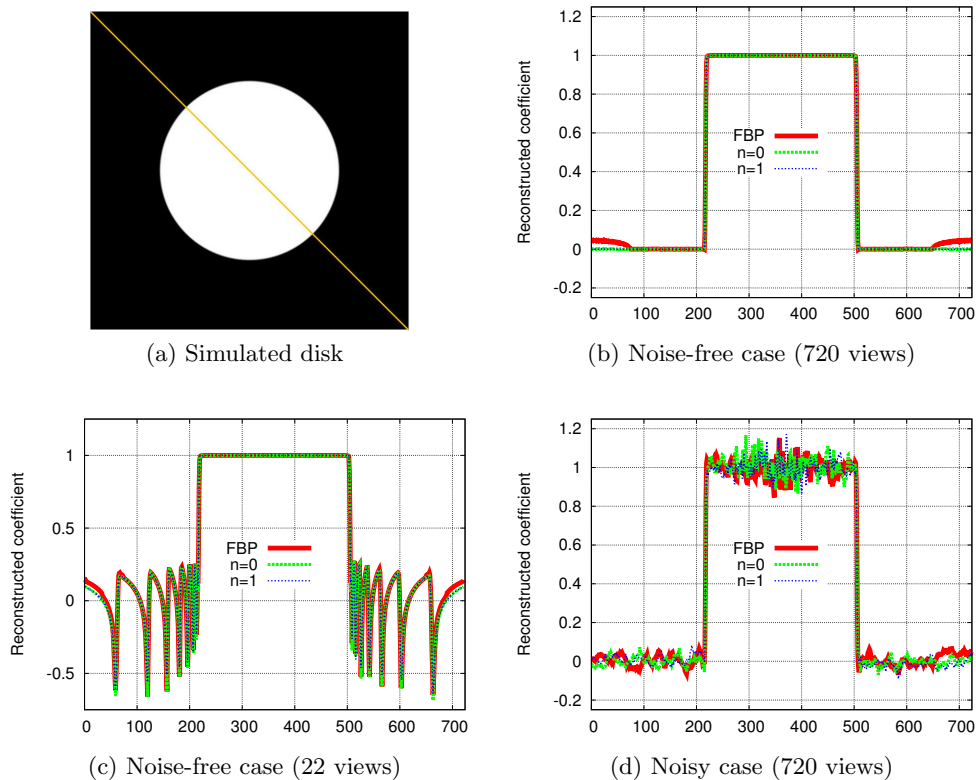 (a) Simulated disk
Reconstructed coefficient
1.2
1
0.8
0.6
0.4
0.2
0
-0.2
FBP
n=0
n=1
0 100 200 300 400 500 600 700
(b) Noise-free case (720 views)
Reconstructed coefficient
1
0.5
0
-0.5
FBP
n=0
n=1
0 100 200 300 400 500 600 700
(c) Noise-free case (22 views)
Reconstructed coefficient
1.2
1
0.8
0.6
0.4
0.2
0
-0.2
FBP
n=0
n=1
0 100 200 300 400 500 600 700
(d) Noisy case (720 views)